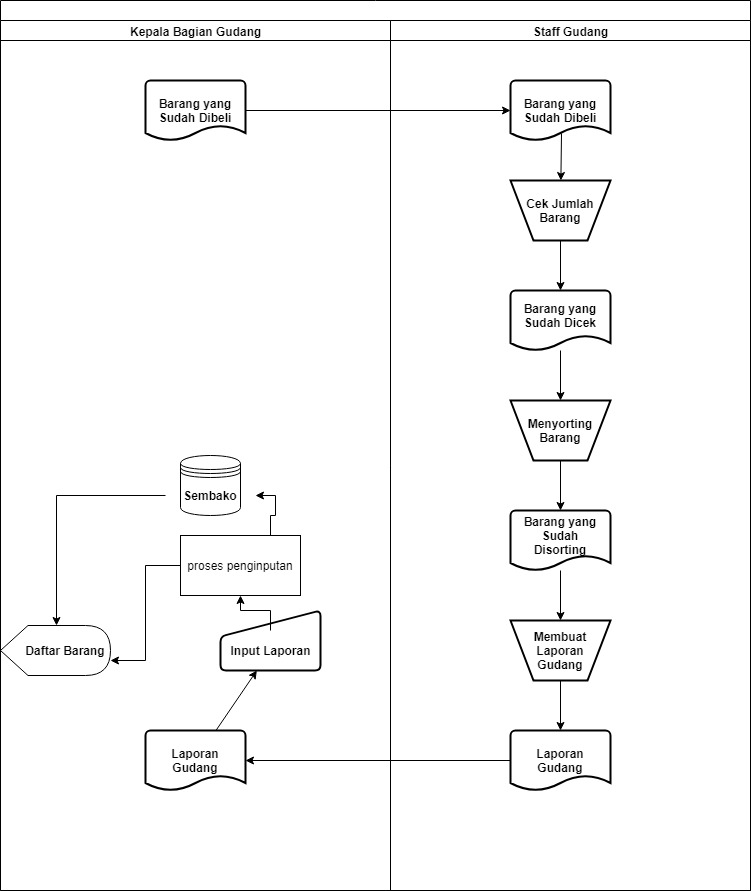 Kepala Bagian Gudang
Staff Gudang
Barang yang
Sudah Dibeli
Barang yang
Sudah Dibeli
Cek Jumlah
Barang
Barang yang
Sudah Dicek
Menyorting
Barang
Sembako
Barang yang
Sudah
Disorting
proses penginputan
Daftar Barang
Input Laporan
Membuat
Laporan
Gudang
Laporan
Gudang
Laporan
Gudang